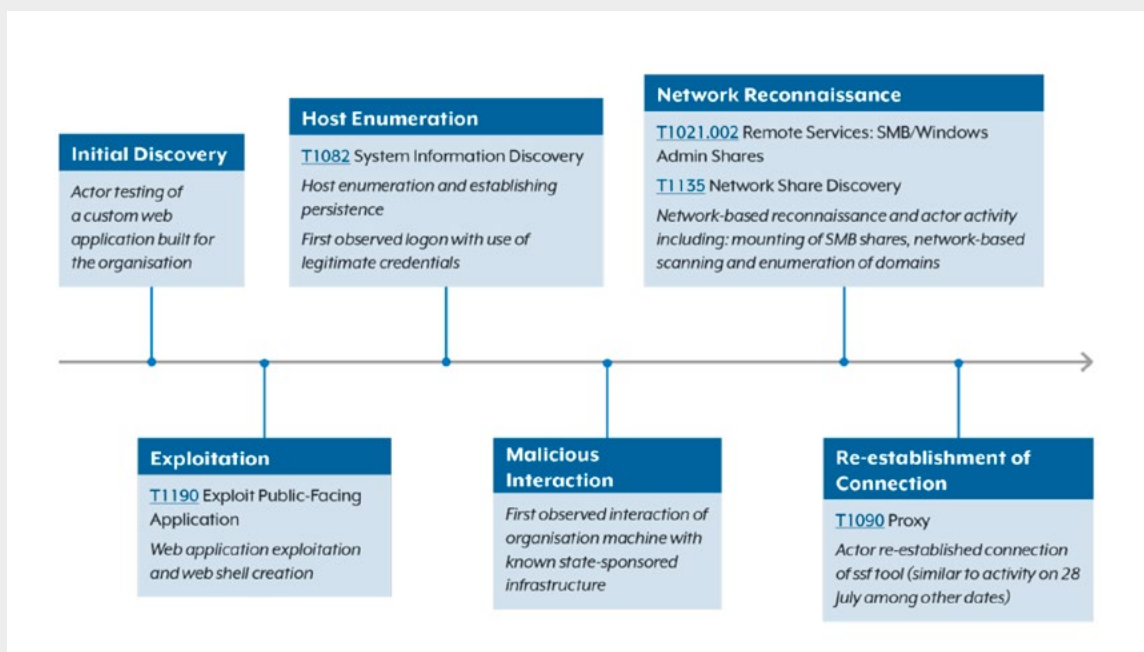 Initial Discovery
Actor testing of
a custom web
application built for
the organisation
Exploitation
T1190 Exploit Public-Facing
Application
Web application exploitation
and web shell creation
Host Enumeration
T1082 System Information Discovery
Host enumeration and establishing
persistence
First observed logon with use of
legitimate credentials
Malicious
Interaction
First observed interaction of
organisation machine with
known state-sponsored
infrastructure
Network Reconnaissance
T1021.002 Remote Services: SMB/Windows
Admin Shares
T1135 Network Share Discovery
Network-based reconnaissance and actor activity
including: mounting of SMB shares, network-based
scanning and enumeration of domains
Re-establishment of
Connection
T1090 Proxy
Actor re-established connection
of ssf tool (similar to activity on 28
July among other dates)